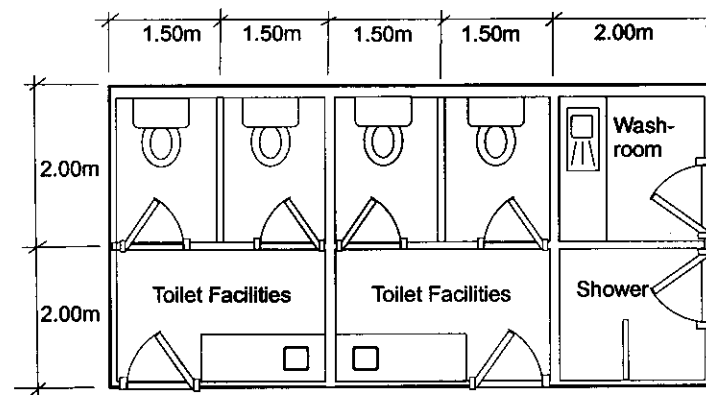 1.50m 1.50m 1.50m 1.50m 2.00m
Wash-
room
2.00m
Toilet Facilities Toilet Facilities Shower
2.00m